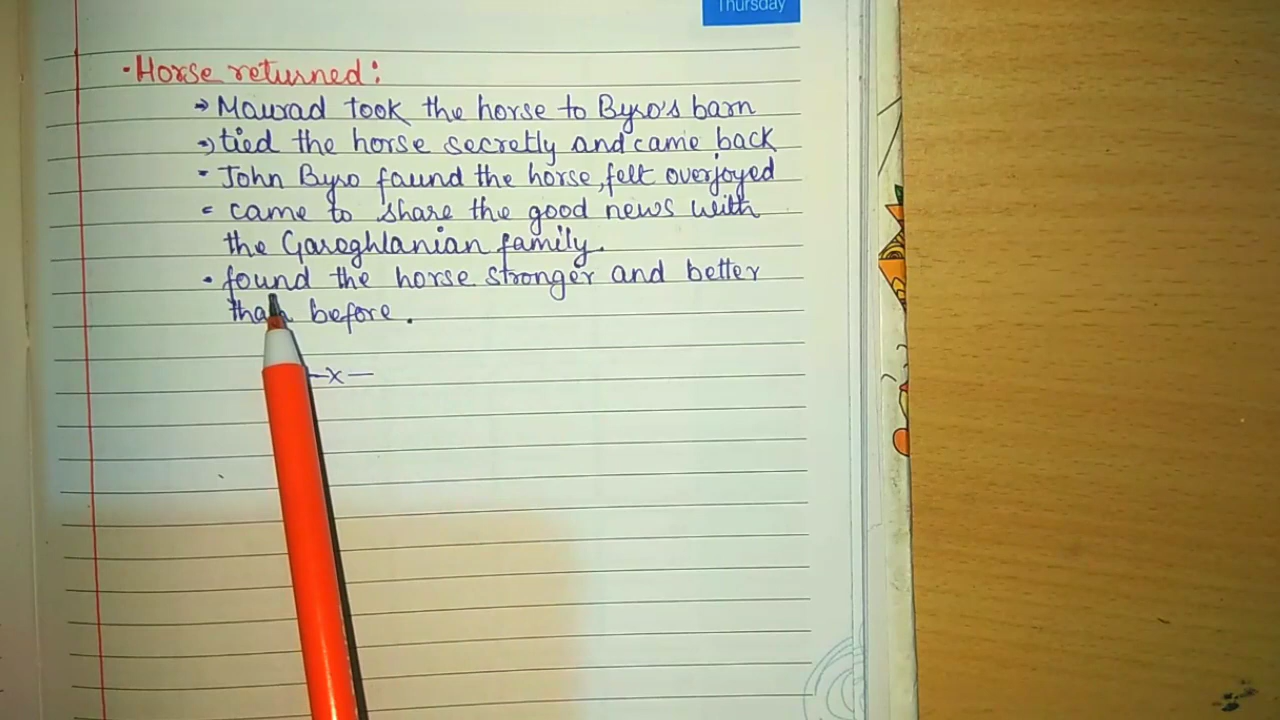 Thursday
• Horse returned:
→ Mourad took the horse to Byro's barn
→ tied the horse secretly and came back
- John Byro found the horse, felt overjoyed
- came to share the good news with
the Garoghlanian family.
• found the horse stronger and better
than before.
—x—